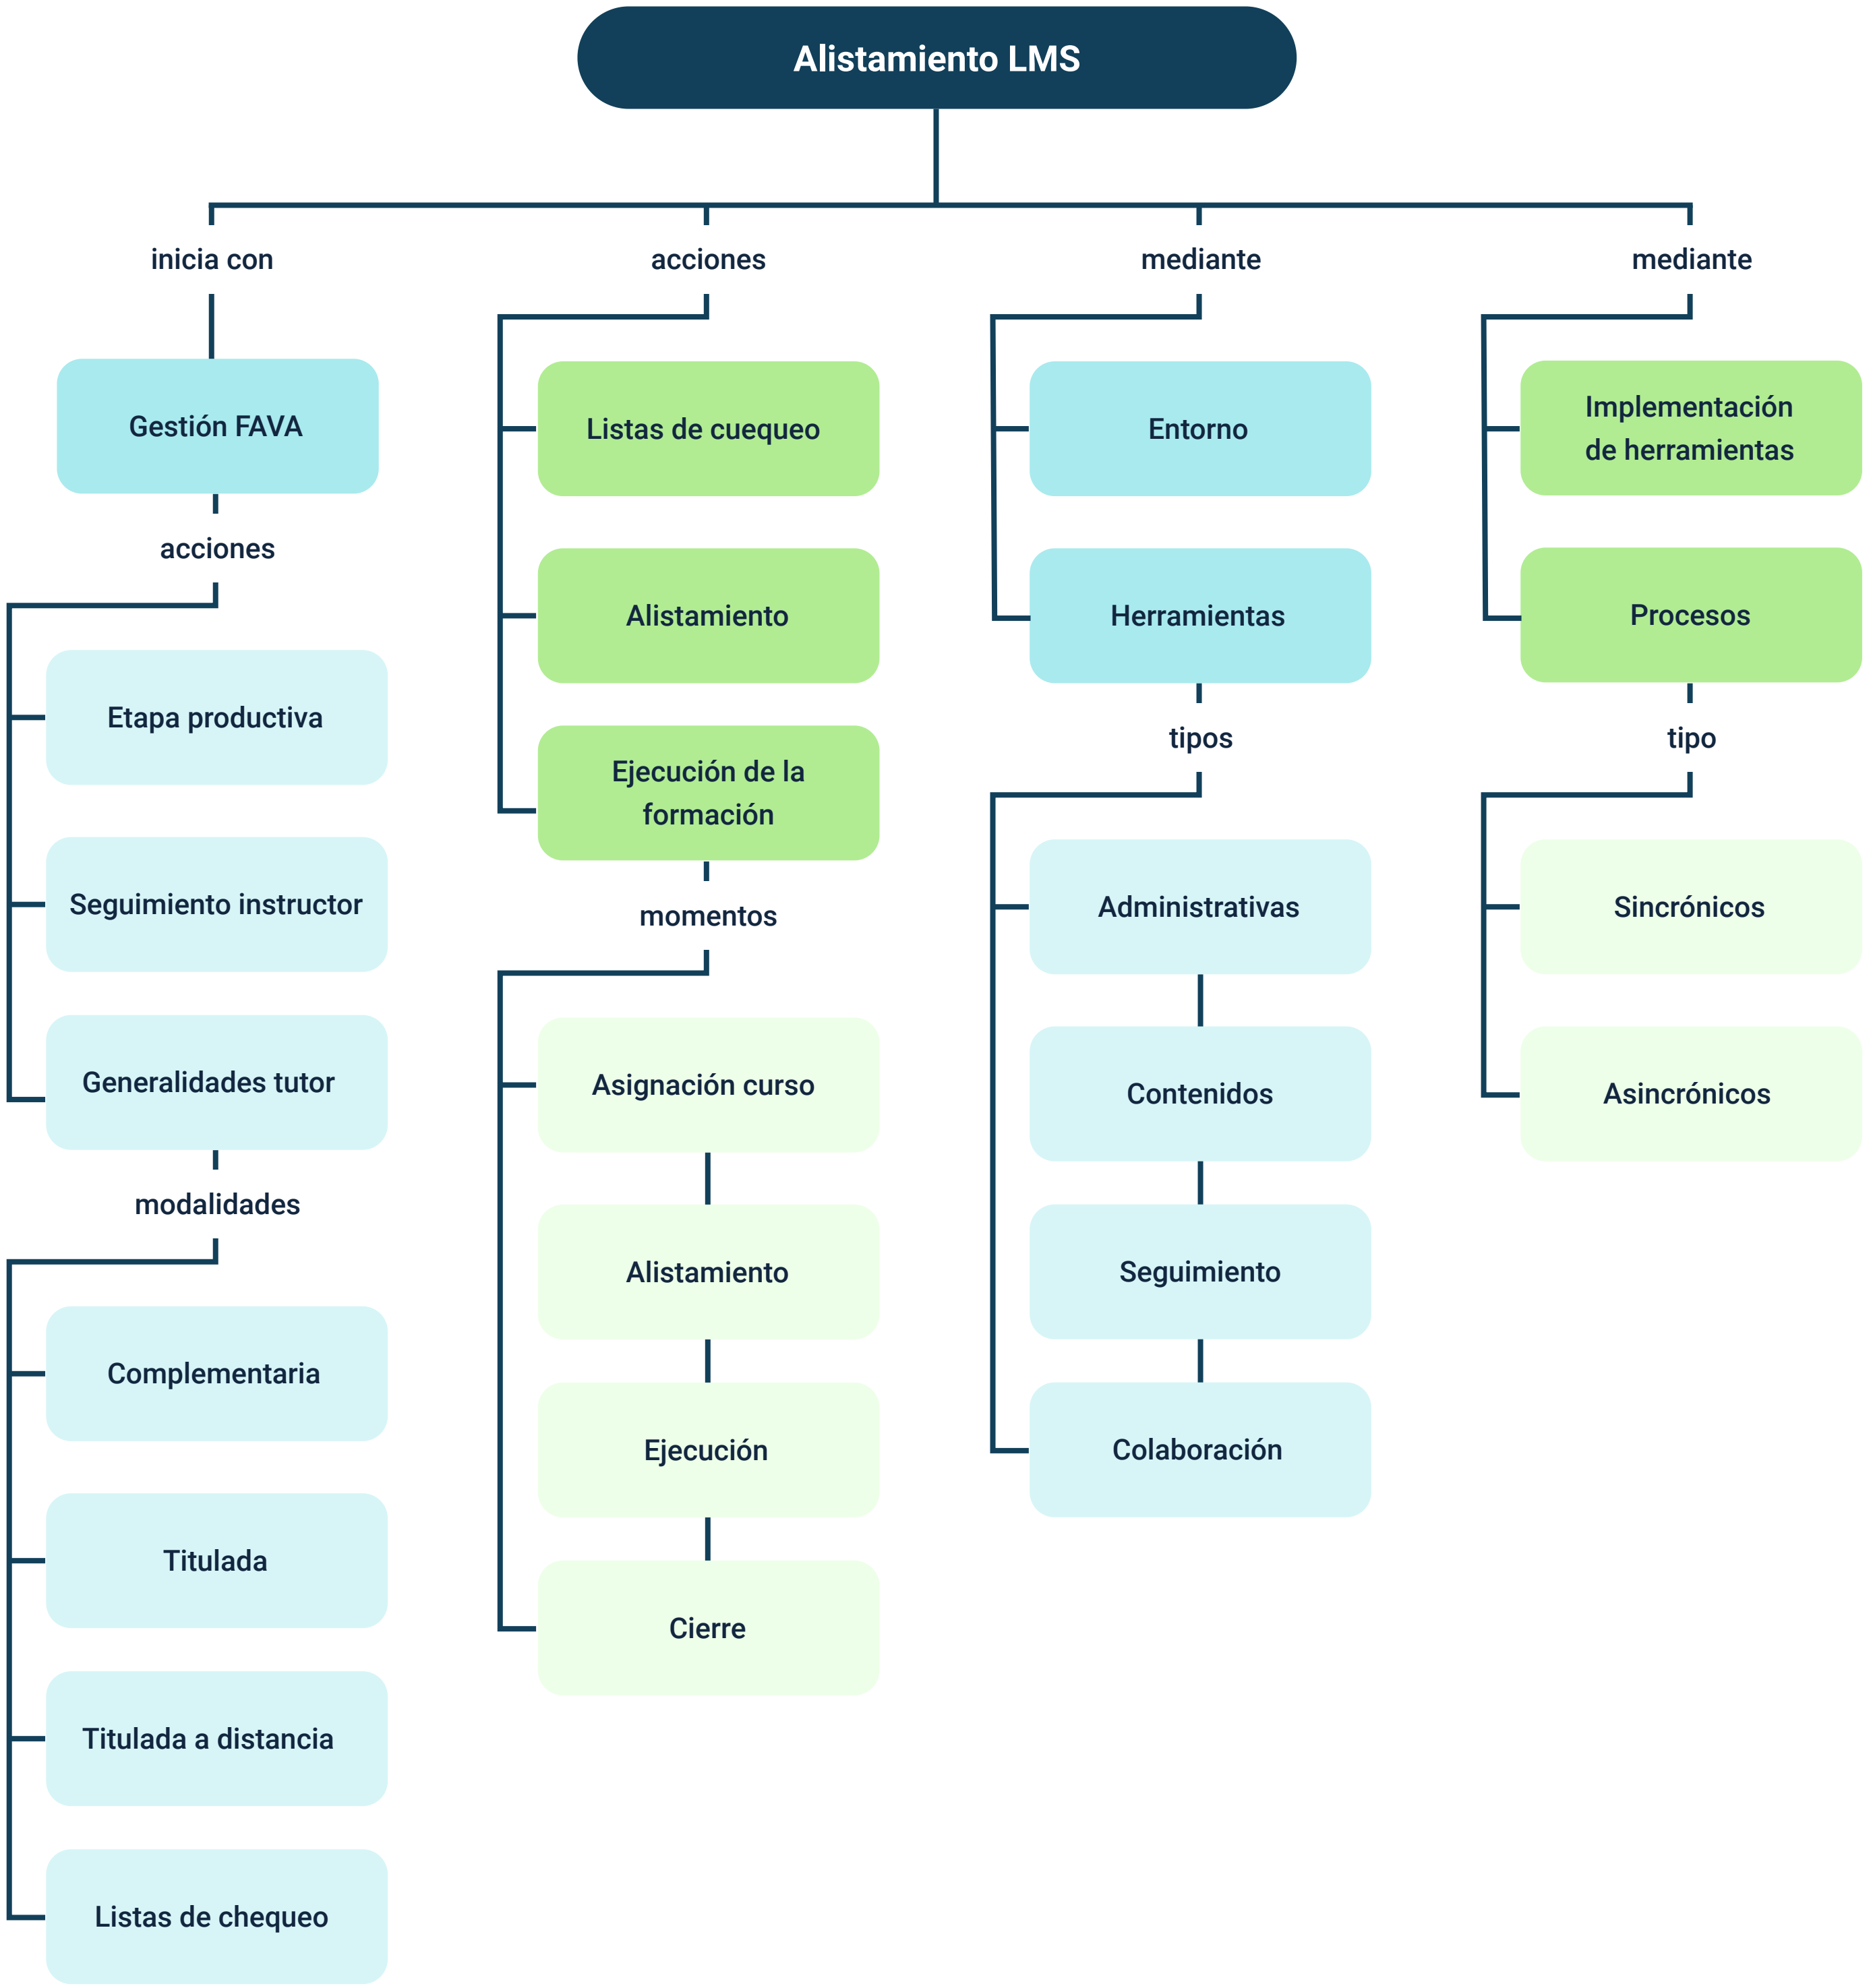 Alistamiento LMS
inicia con
Gestión FAVA
acciones
Etapa productiva
Seguimiento instructor
Generalidades tutor
modalidades
Complementaria
Titulada
Titulada a distancia
Listas de chequeo
acciones
Listas de cuequeo
Alistamiento
Ejecución de la
formación
momentos
Asignación curso
Alistamiento
Ejecución
Cierre
mediante
Entorno
Herramientas
tipos
Administrativas
Contenidos
Seguimiento
Colaboración
mediante
Implementación
de herramientas
Procesos
tipo
Sincrónicos
Asincrónicos